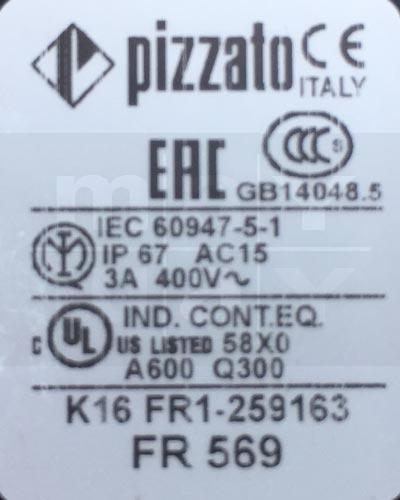 pizzato CE
ITALY
EAC CCC S
GB14048.5
IEC 60947-5-1
IP 67 AC15
3A 400V~
IND. CONT.EQ.
C UL US LISTED 58X0
A600 Q300
K16 FR1-259163
FR 569